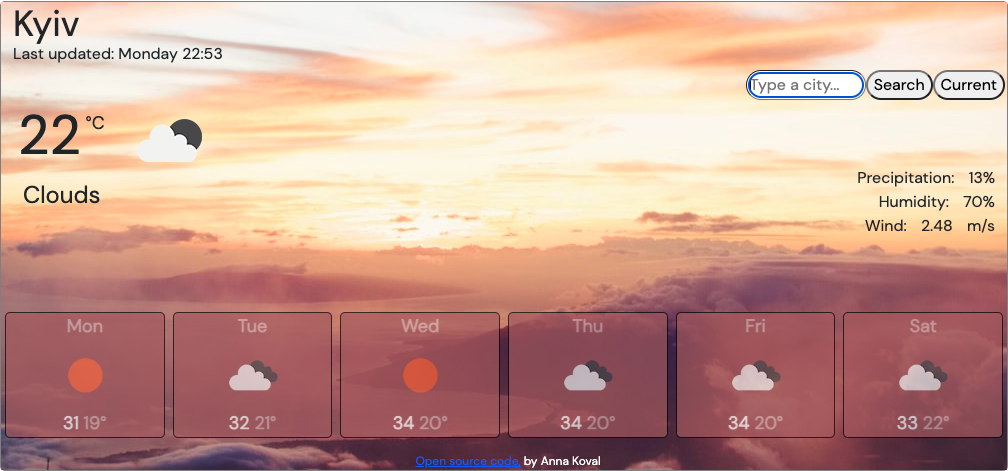 Kyiv
Last updated: Monday 22:53
Type a city...
Search
Current
22 °C
Clouds
Precipitation: 13%
Humidity: 70%
Wind: 2.48 m/s
Mon Tue Wed Thu Fri Sat
31 19° 32 21° 34 20° 34 20° 34 20° 33 22°
Open source code, by Anna Koval